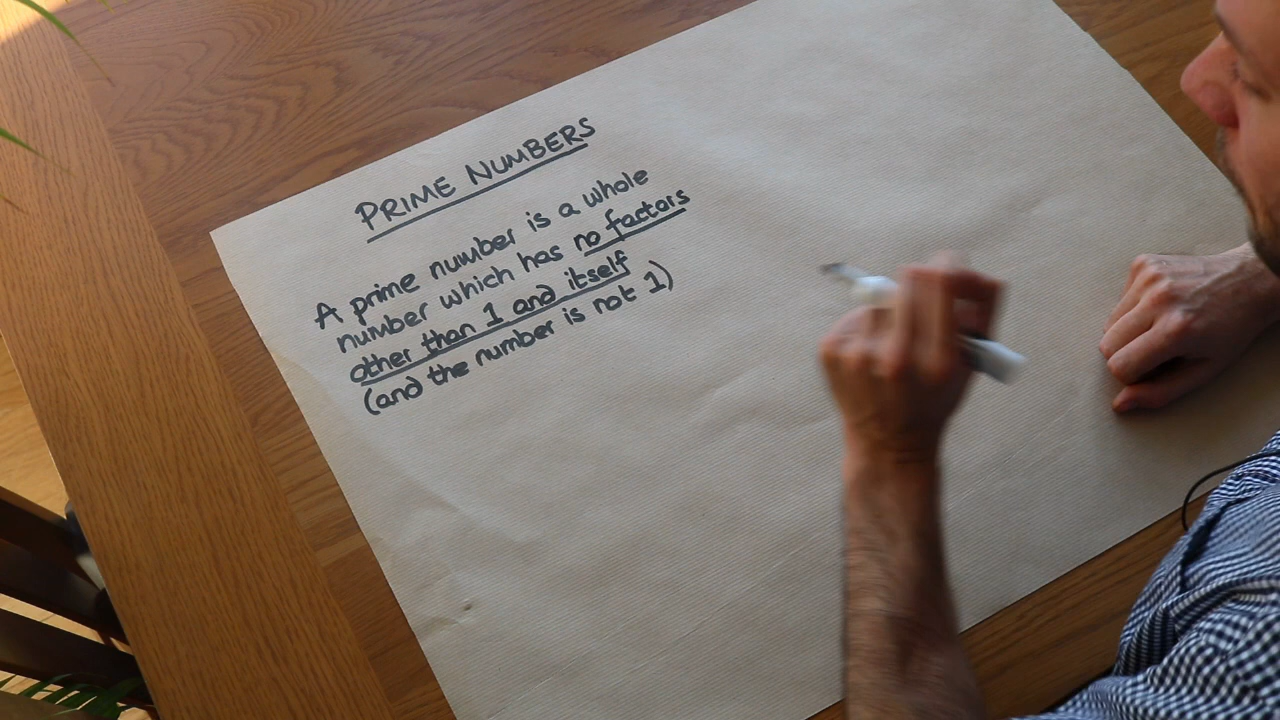 PRIME NUMBERS
A prime number is a whole
number which has no factors
other than 1 and itself
(and the number is not 1)